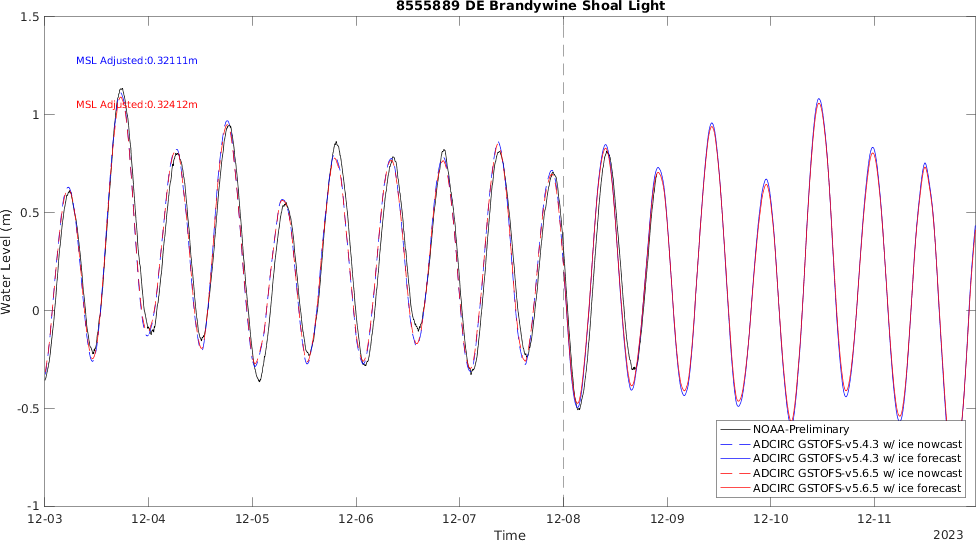 8555889 DE Brandywine Shoal Light
1.5
MSL Adjusted:0.32111m
MSL Adjusted:0.32412m
1
0.5
Water Level (m)
0
-0.5
-1
NOAA-Preliminary
ADCIRC GSTOFS-v5.4.3 w/ ice nowcast
ADCIRC GSTOFS-v5.4.3 w/ ice forecast
ADCIRC GSTOFS-v5.6.5 w/ ice nowcast
ADCIRC GSTOFS-v5.6.5 w/ ice forecast
12-03 12-04 12-05 12-06 12-07 12-08 12-09 12-10 12-11
Time
2023